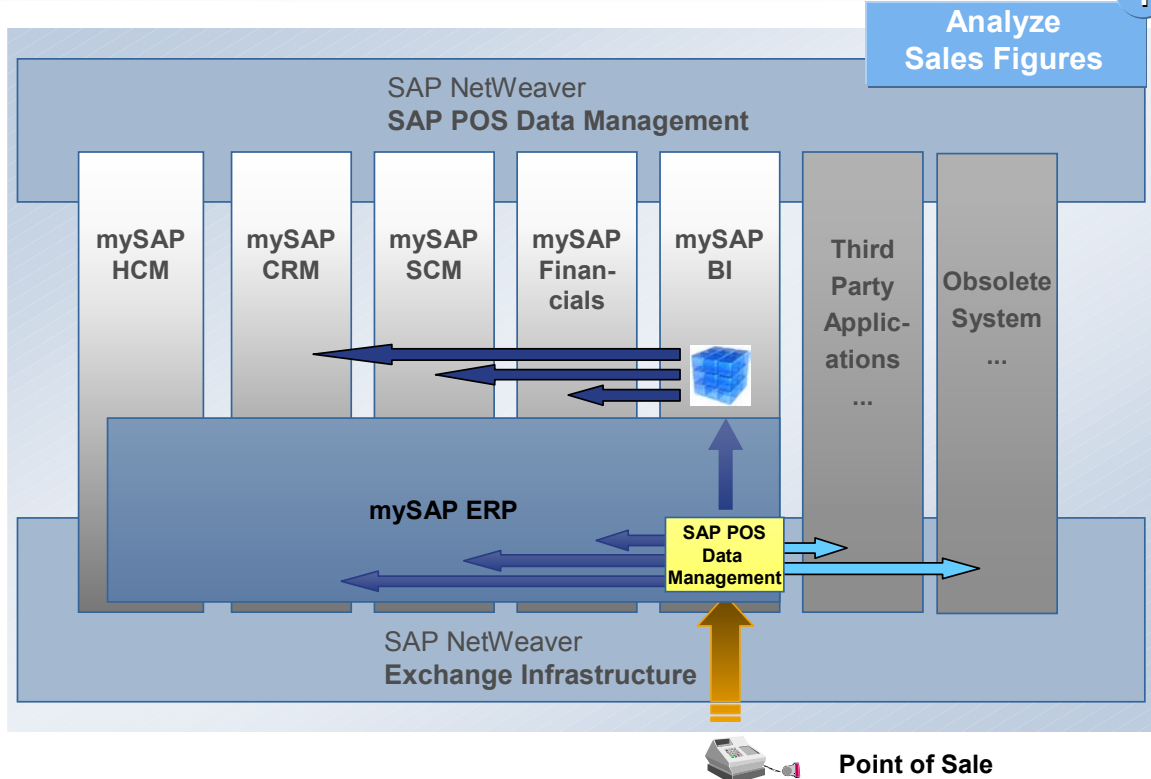 Analyze
Sales Figures
SAP NetWeaver
SAP POS Data Management
mySAP
HCM
mySAP
CRM
mySAP
SCM
mySAP
Finan-
cials
mySAP
BI
Third
Party
Applic-
ations
...
Obsolete
System
...
mySAP ERP
SAP POS
Data
Management
SAP NetWeaver
Exchange Infrastructure
Point of Sale